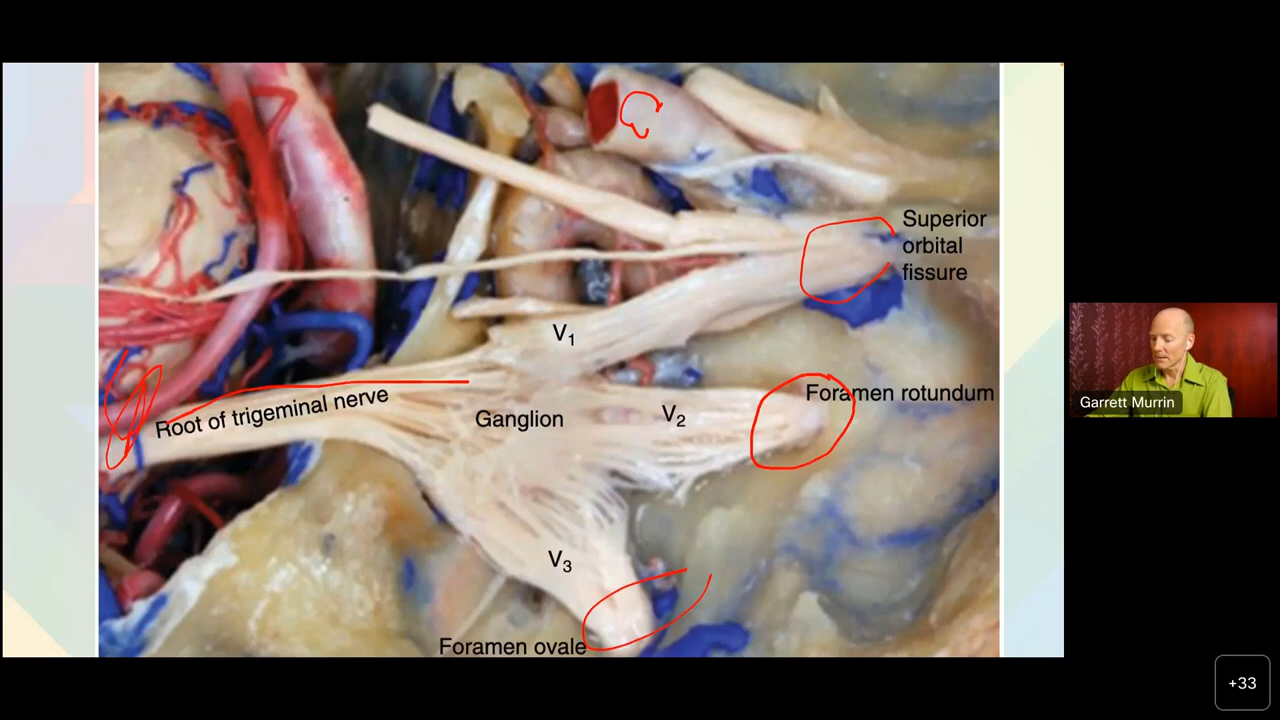 Superior
orbital
fissure
V1
Foramen rotundum
Root of trigeminal nerve
Ganglion
V2
V3
Foramen ovale
Garrett Murrin
+33